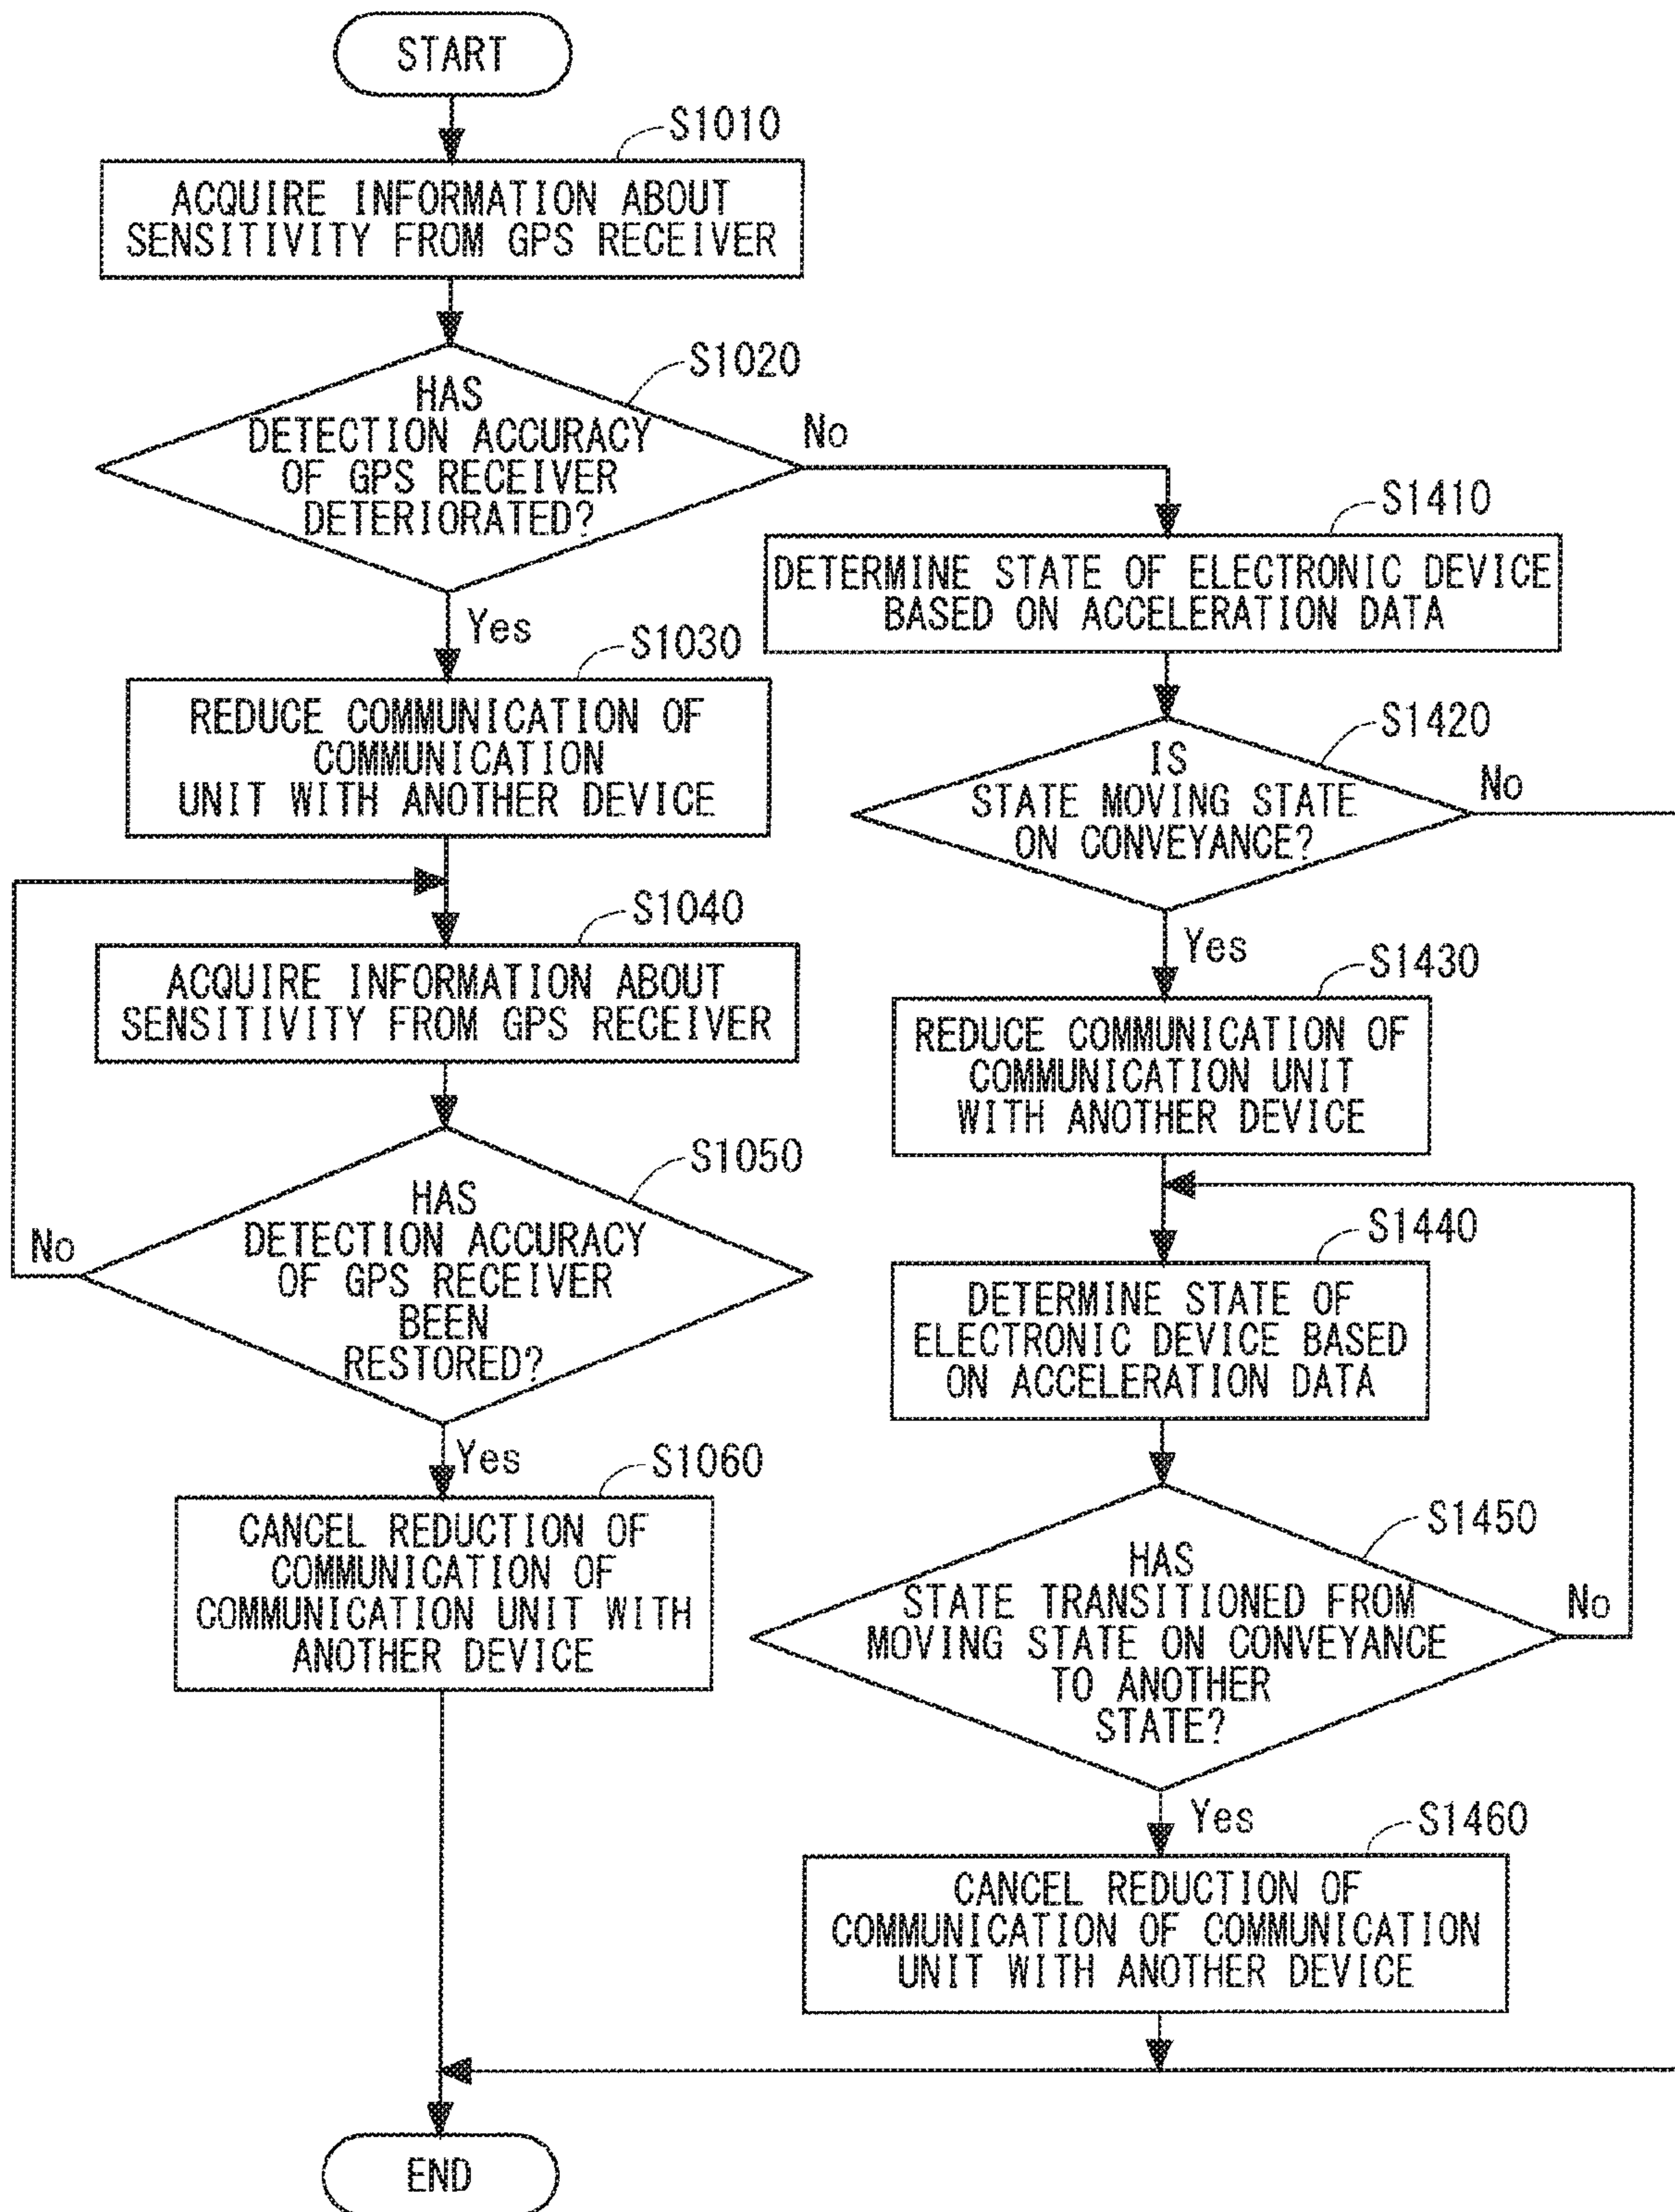 START
S1010
ACQUIRE INFORMATION ABOUT
SENSITIVITY FROM GPS RECEIVER
S1020
HAS
DETECTION ACCURACY
OF GPS RECEIVER
DETERIORATED?
No
Yes
S1030
REDUCE COMMUNICATION OF
COMMUNICATION
UNIT WITH ANOTHER DEVICE
S1040
ACQUIRE INFORMATION ABOUT
SENSITIVITY FROM GPS RECEIVER
S1050
HAS
DETECTION ACCURACY
OF GPS RECEIVER
BEEN
RESTORED?
No
Yes
S1060
CANCEL REDUCTION OF
COMMUNICATION OF
COMMUNICATION UNIT WITH
ANOTHER DEVICE
S1410
DETERMINE STATE OF ELECTRONIC DEVICE
BASED ON ACCELERATION DATA
S1420
IS
STATE MOVING STATE
ON CONVEYANCE?
No
Yes
S1430
REDUCE COMMUNICATION OF
COMMUNICATION UNIT
WITH ANOTHER DEVICE
S1440
DETERMINE STATE OF
ELECTRONIC DEVICE BASED
ON ACCELERATION DATA
S1450
HAS
STATE TRANSITIONED FROM
MOVING STATE ON CONVEYANCE
TO ANOTHER
STATE?
No
Yes
S1460
CANCEL REDUCTION OF
COMMUNICATION OF COMMUNICATION
UNIT WITH ANOTHER DEVICE
END